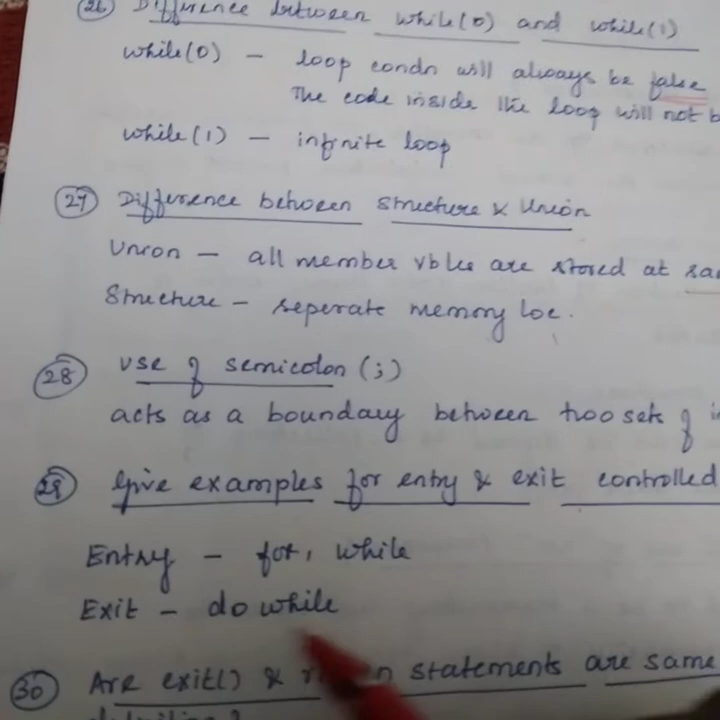 26 Difference between while(0) and while(1)
while(0) - loop condn will always be false
The code inside the loop will not b
while(1) - infinite loop
27 Difference between Structure & Union
Union - all member vbles are stored at sa
Structure - seperate memory loc.
28 Use of semicolon (;)
acts as a boundary between two sets of i
29 Give examples for entry & exit controlled
Entry - for, while
Exit - do while
30 Are exit() & statements are same